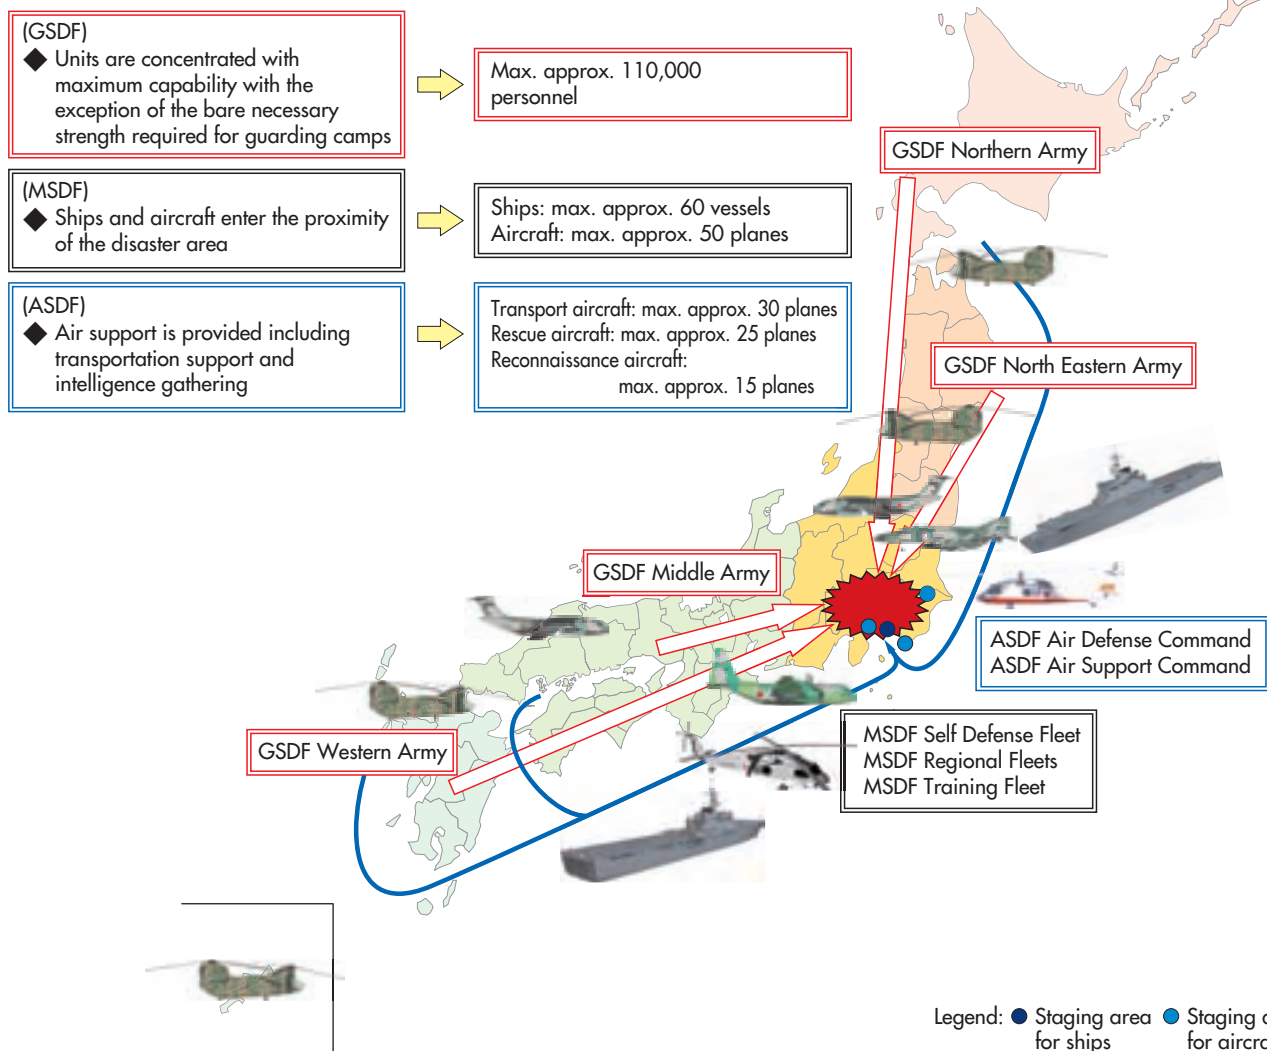 (GSDF)
◆ Units are concentrated with
maximum capability with the
exception of the bare necessary
strength required for guarding camps
Max. approx. 110,000
personnel
(MSDF)
◆ Ships and aircraft enter the proximity
of the disaster area
Ships: max. approx. 60 vessels
Aircraft: max. approx. 50 planes
(ASDF)
◆ Air support is provided including
transportation support and
intelligence gathering
Transport aircraft: max. approx. 30 planes
Rescue aircraft: max. approx. 25 planes
Reconnaissance aircraft:
max. approx. 15 planes
GSDF Northern Army
GSDF North Eastern Army
GSDF Middle Army
ASDF Air Defense Command
ASDF Air Support Command
GSDF Western Army
MSDF Self Defense Fleet
MSDF Regional Fleets
MSDF Training Fleet
Legend:
Staging area
for ships
Staging
for